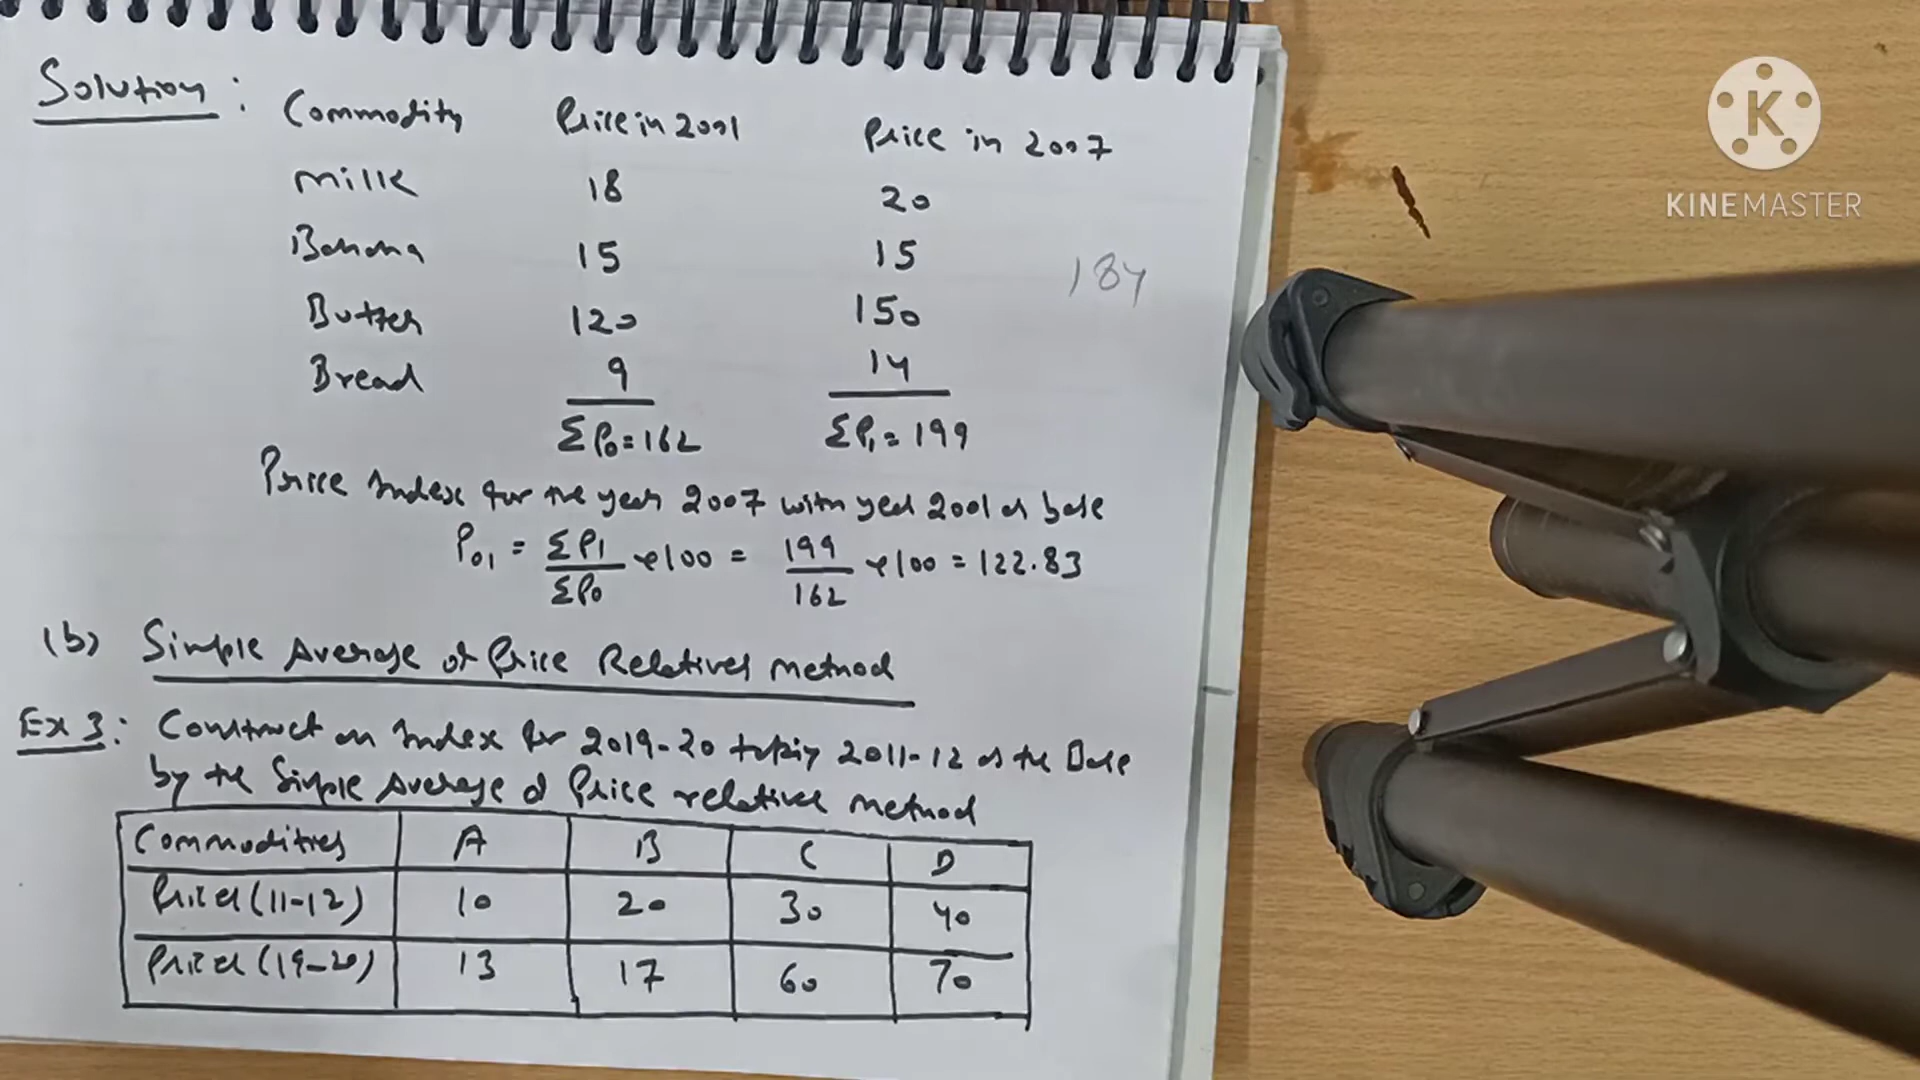 Solution : Commodity Price in 2001 Price in 2007
Milk 18 20
Banana 15 15
184
Butter 120 150
Bread 9 14
ΣP₀ = 162 ΣP₁ = 199
Price Index for the year 2007 with year 2001 as base
P₀₁ = ΣP1/ΣP0 × 100 = 199/162 × 100 = 122.83
(b) Simple Average of Price Relatives method
Ex 3 : Construct an Index for 2019-20 taking 2011-12 as the Base
by the Simple Average of Price relative method
Commodities A B C D
Prices (11-12) 10 20 30 40
Prices (19-20) 13 17 60 70
K
KINEMASTER